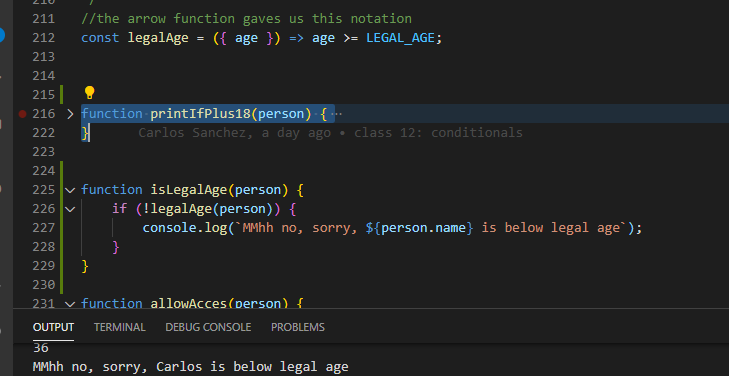 210 */
211 //the arrow function gaves us this notation
212 const legalAge = ({ age }) => age >= LEGAL_AGE;
213
214
215
216 function printIfPlus18(person) { ⋯
222 } Carlos Sanchez, a day ago • class 12: conditionals
223
224
225 function isLegalAge(person) {
226 if (!legalAge(person)) {
227 console.log(`MMhh no, sorry, ${person.name} is below legal age`);
228 }
229 }
230
231 function allowAcces(person) {
OUTPUT TERMINAL DEBUG CONSOLE PROBLEMS
36
MMhh no, sorry, Carlos is below legal age